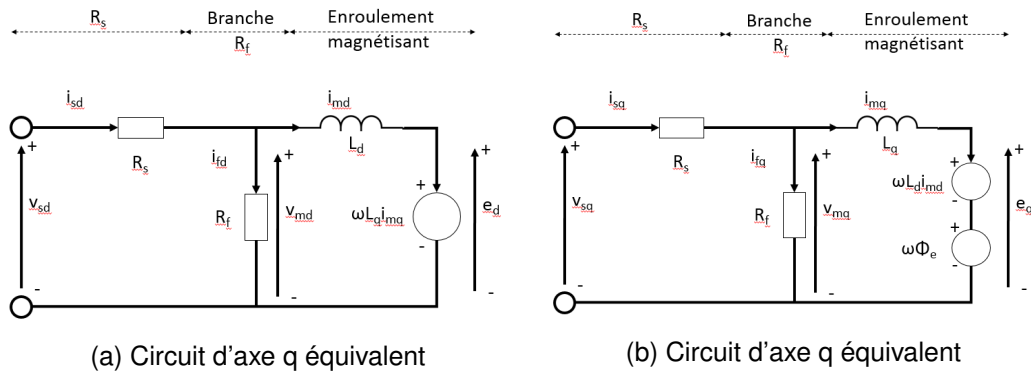 Rs
Branche
Rf
Enroulement
magnétisant
isd
Rs
ifd
imd
Ld
+
vsd
-
Rf
+
vmd
-
+
ωLqimq
-
+
ed
-
(a) Circuit d'axe q équivalent
Rs
Branche
Rf
Enroulement
magnétisant
isq
Rs
ifq
imq
Lq
+
vsq
-
Rf
+
vmq
-
+
ωLdimd
-
+
ωΦe
-
+
eq
-
(b) Circuit d'axe q équivalent